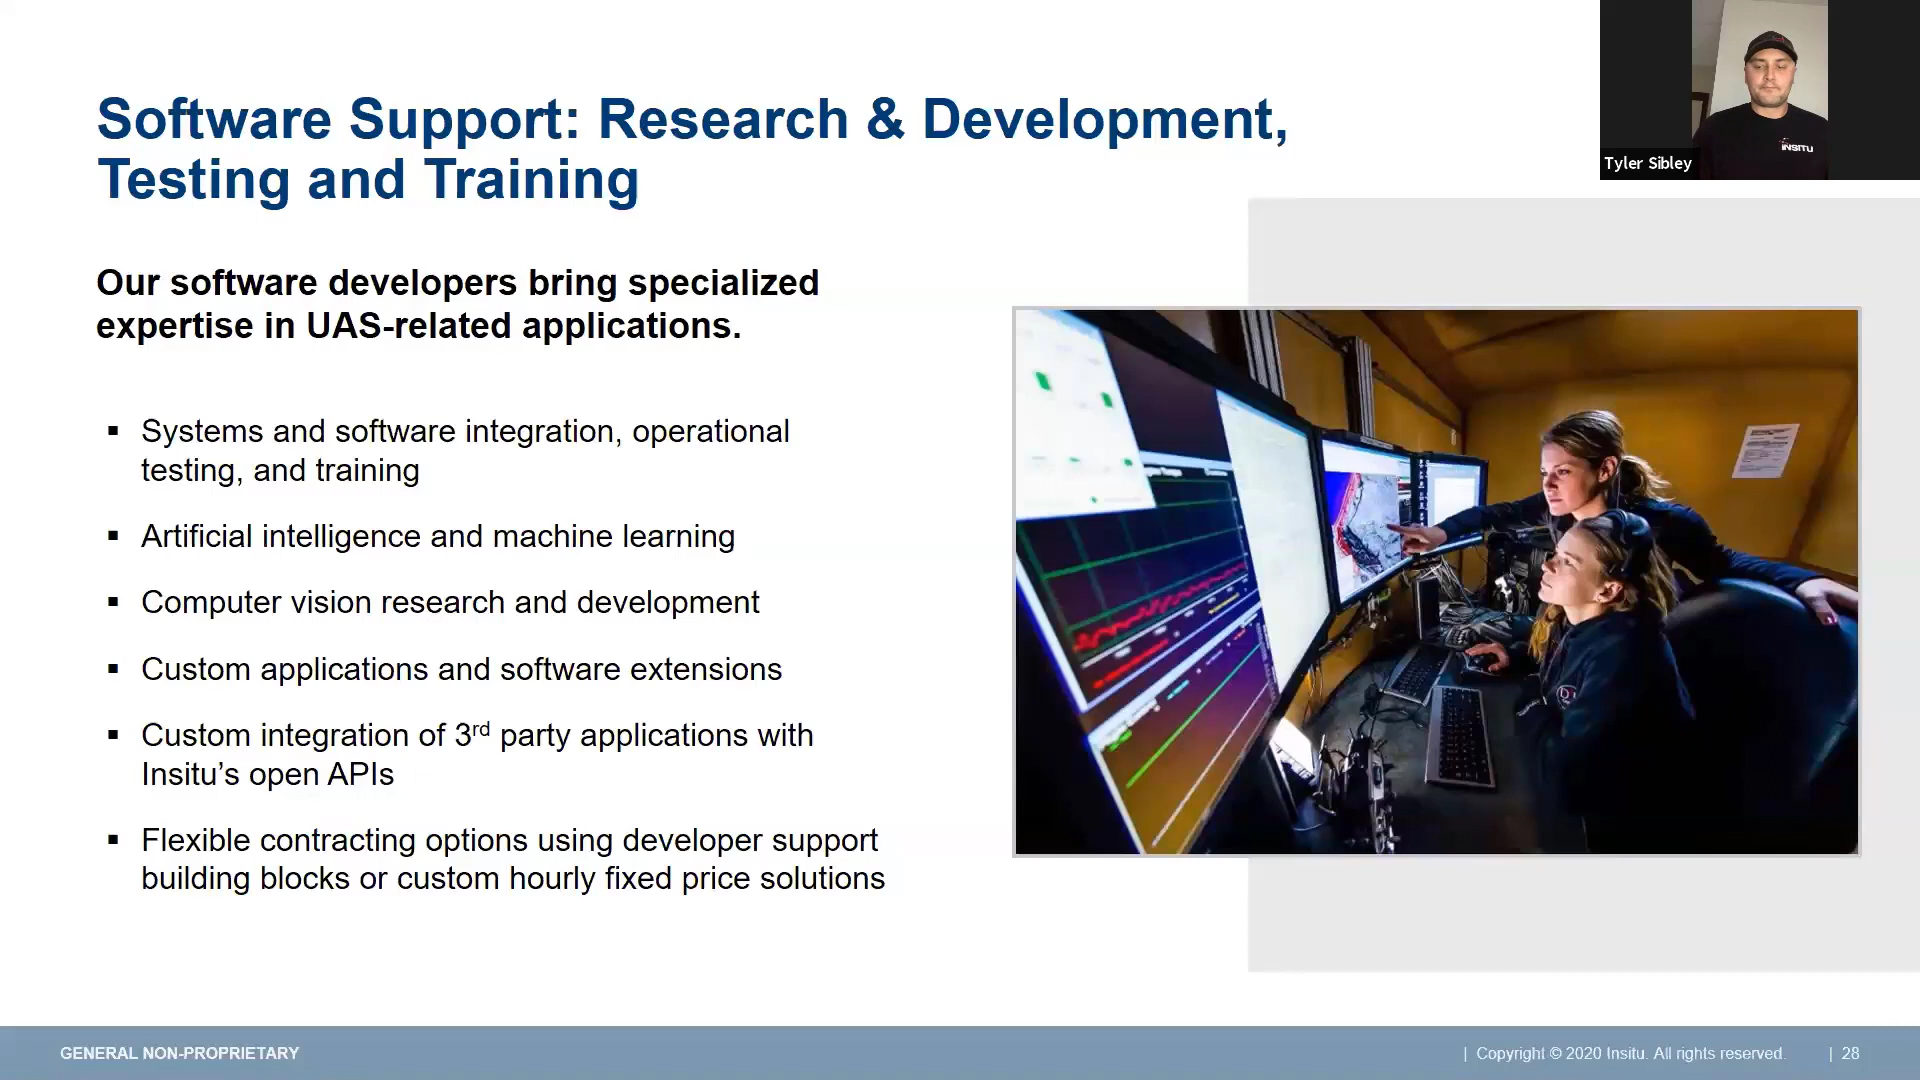 Software Support: Research & Development,
Testing and Training
Tyler Sibley
INSITU
Our software developers bring specialized
expertise in UAS-related applications.
▪ Systems and software integration, operational
testing, and training
▪ Artificial intelligence and machine learning
▪ Computer vision research and development
▪ Custom applications and software extensions
▪ Custom integration of 3rd party applications with
Insitu’s open APIs
▪ Flexible contracting options using developer support
building blocks or custom hourly fixed price solutions
GENERAL NON-PROPRIETARY
| Copyright © 2020 Insitu. All rights reserved. | 28